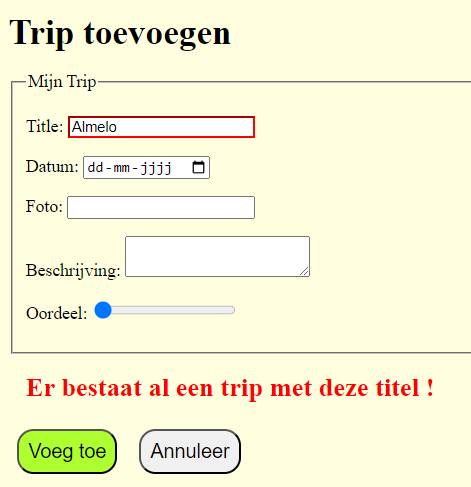 Trip toevoegen
Mijn Trip
Title: Almelo
Datum: dd-mm-jjjj
Foto:
Beschrijving:
Oordeel:
Er bestaat al een trip met deze titel !
Voeg toe Annuleer